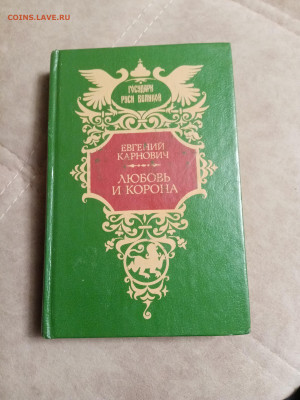 COINS.LAVE.RU
ГОСУДАРИ
РУСИ ВЕЛИКОЙ
ЕВГЕНИЙ
КАРНОВИЧ
ЛЮБОВЬ
И КОРОНА